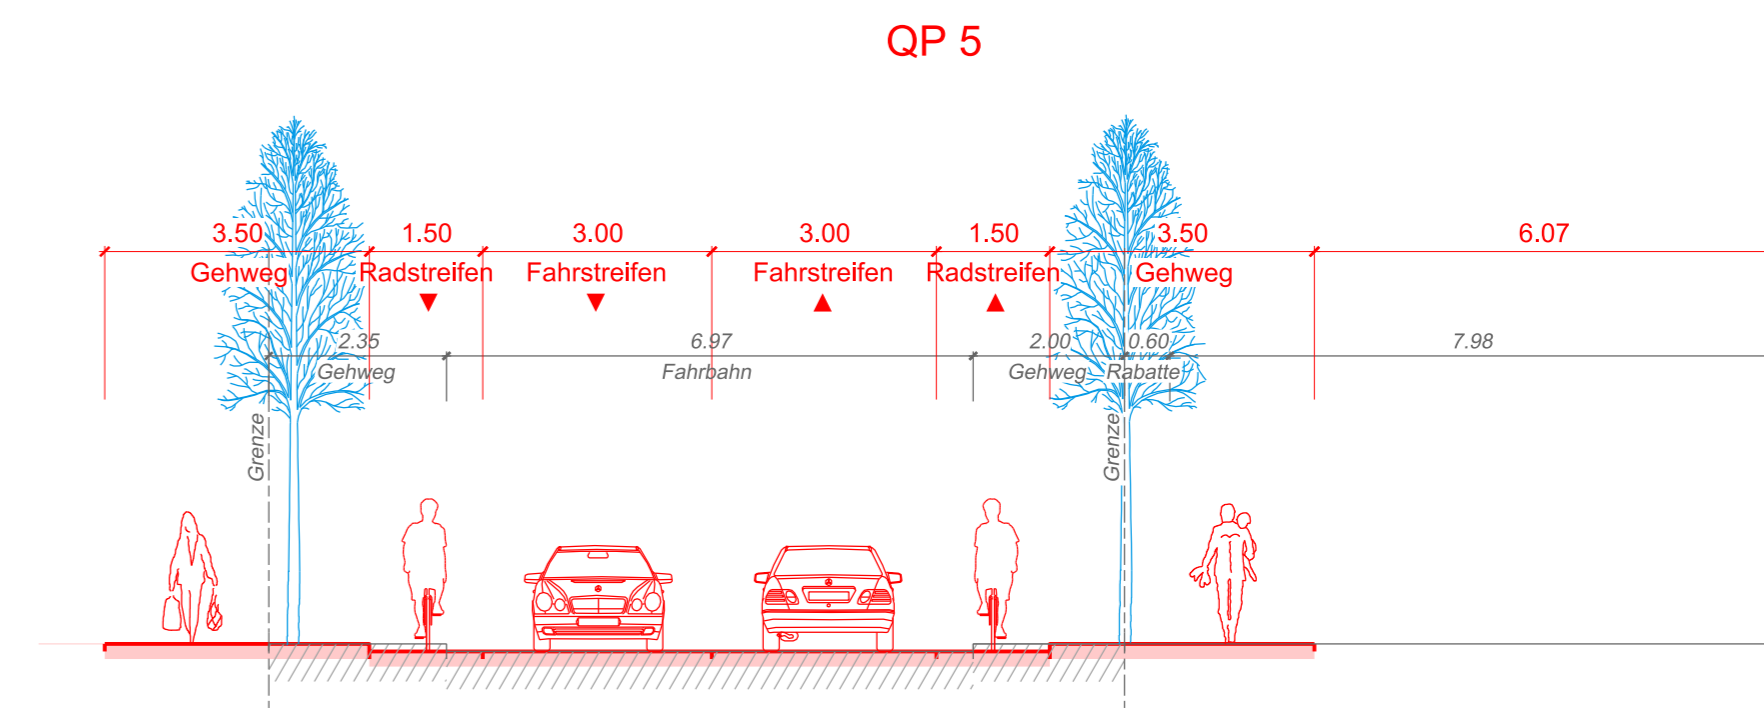 QP 5
3.50 1.50 3.00 3.00 1.50 3.50 6.07
Gehweg Radstreifen Fahrstreifen Fahrstreifen Radstreifen Gehweg
2.35 6.97 2.00 0.60 7.98
Gehweg Fahrbahn Gehweg Rabatte
Grenze Grenze